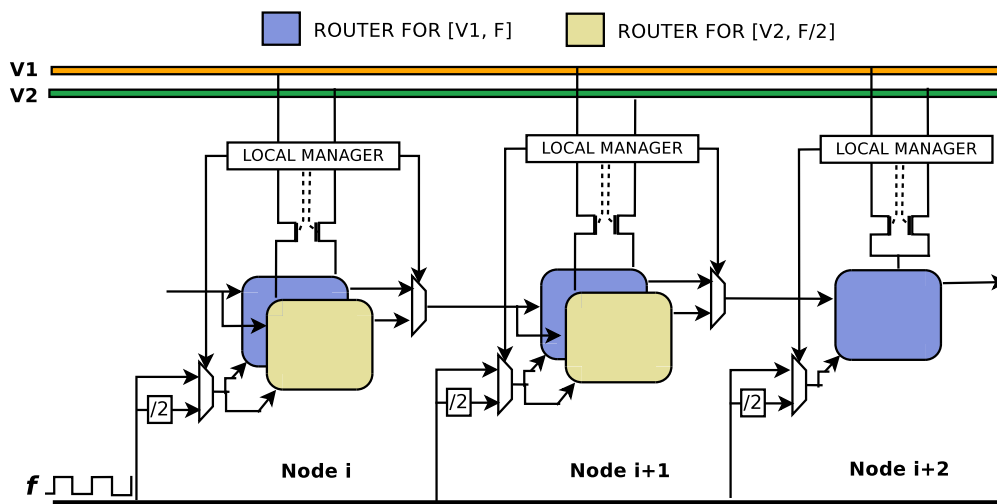 ROUTER FOR [V1, F]
ROUTER FOR [V2, F/2]
V1
V2
LOCAL MANAGER
LOCAL MANAGER
LOCAL MANAGER
/2
/2
/2
Node i
Node i+1
Node i+2
f